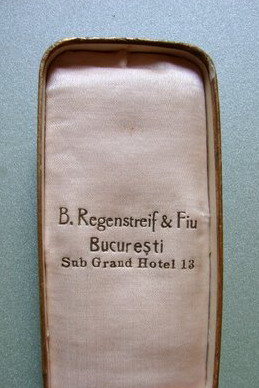 B. Regenstreif & Fiu
București
Sub Grand Hotel 13